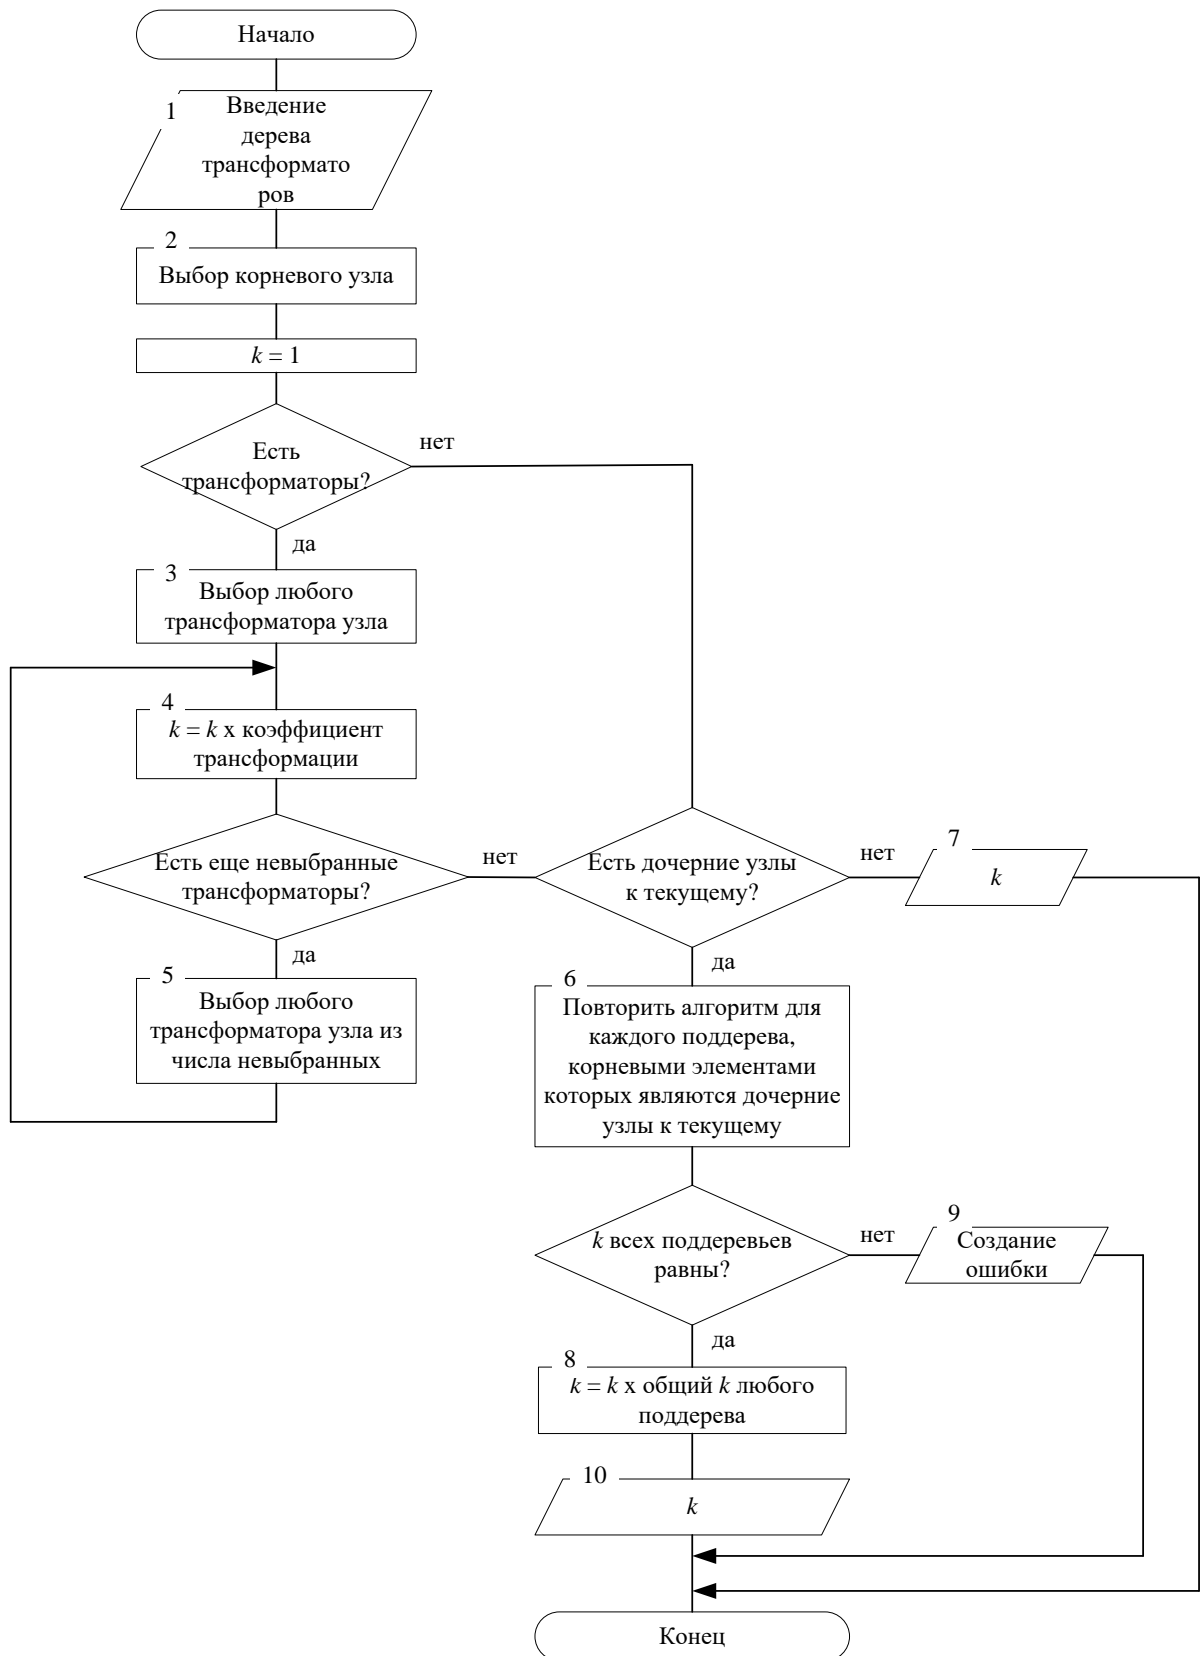 Начало
1
Введение
дерева
трансформато
ров
2
Выбор корневого узла
k = 1
Есть
трансформаторы?
нет
да
3
Выбор любого
трансформатора узла
4
k = k x коэффициент
трансформации
Есть еще невыбранные
трансформаторы?
нет
да
5
Выбор любого
трансформатора узла из
числа невыбранных
Есть дочерние узлы
к текущему?
нет
7
k
да
6
Повторить алгоритм для
каждого поддерева,
корневыми элементами
которых являются дочерние
узлы к текущему
k всех поддеревьев
равны?
нет
9
Создание
ошибки
да
8
k = k x общий k любого
поддерева
10
k
Конец